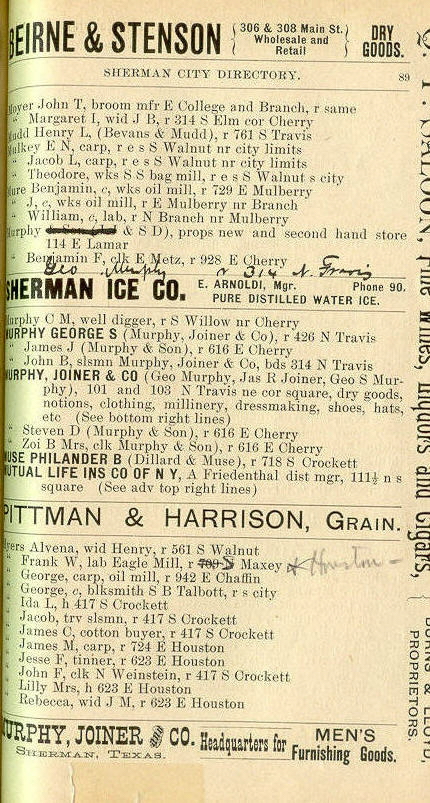 BEIRNE & STENSON { 306 & 308 Main St. Wholesale and Retail } DRY GOODS.
SHERMAN CITY DIRECTORY. 89
Moyer John T, broom mfr E College and Branch, r same
" Margaret I, wid J B, r 314 S Elm cor Cherry
Mudd Henry L, (Bevans & Mudd), r 761 S Travis
Mulkey E N, carp, r e s S Walnut nr city limits
" Jacob L, carp, r e s S Walnut nr city limits
" Theodore, wks S S bag mill, r e s S Walnut s city
Mure Benjamin, c, wks oil mill, r 729 E Mulberry
" J, c, wks oil mill, r E Mulberry nr Branch
" William, c, lab, r N Branch nr Mulberry
Murphy & S D), props new and second hand store
114 E Lamar
" Benjamin F, clk E Metz, r 928 E Cherry
Geo Murphy r 314 N. Travis
SHERMAN ICE CO. E. ARNOLDI, Mgr. Phone 90.
PURE DISTILLED WATER ICE.
Murphy C M, well digger, r S Willow nr Cherry
MURPHY GEORGE S (Murphy, Joiner & Co), r 426 N Travis
" James J (Murphy & Son), r 616 E Cherry
" John B, slsmn Murphy, Joiner & Co, bds 314 N Travis
MURPHY, JOINER & CO (Geo Murphy, Jas R Joiner, Geo S Mur-
phy), 101 and 103 N Travis ne cor square, dry goods,
notions, clothing, millinery, dressmaking, shoes, hats,
etc (See bottom right lines)
" Steven D (Murphy & Son), r 616 E Cherry
" Zoi B Mrs, clk Murphy & Son), r 616 E Cherry
MUSE PHILANDER B (Dillard & Muse), r 718 S Crockett
MUTUAL LIFE INS CO OF N Y, A Friedenthal dist mgr, 111½ n s
square (See adv top right lines)
PITTMAN & HARRISON, GRAIN.
Myers Alvena, wid Henry, r 561 S Walnut
" Frank W, lab Eagle Mill, r 709 S Maxey & Houston -
" George, carp, oil mill, r 942 E Chaffin
" George, c, blksmith S B Talbott, r s city
" Ida L, h 417 S Crockett
" Jacob, trv slsmn, r 417 S Crockett
" James C, cotton buyer, r 417 S Crockett
" James M, carp, r 724 E Houston
" Jesse F, tinner, r 623 E Houston
" John F, clk N Weinstein, r 417 S Crockett
" Lilly Mrs, h 623 E Houston
" Rebecca, wid J M, r 623 E Houston
MURPHY, JOINER & CO. Headquarters for MEN'S
SHERMAN, TEXAS. Furnishing Goods.
SALOON, Fine Wines, Liquors and Cigars,
BURNS & LLOYD,
PROPRIETORS.